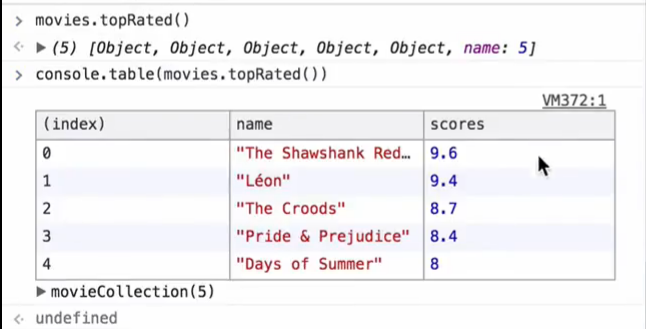 > movies.topRated()
<· ▶(5) [Object, Object, Object, Object, Object, name: 5]
> console.table(movies.topRated())
VM372:1
(index) name scores
0 "The Shawshank Red… 9.6
1 "Léon" 9.4
2 "The Croods" 8.7
3 "Pride & Prejudice" 8.4
4 "Days of Summer" 8
▶movieCollection(5)
<· undefined